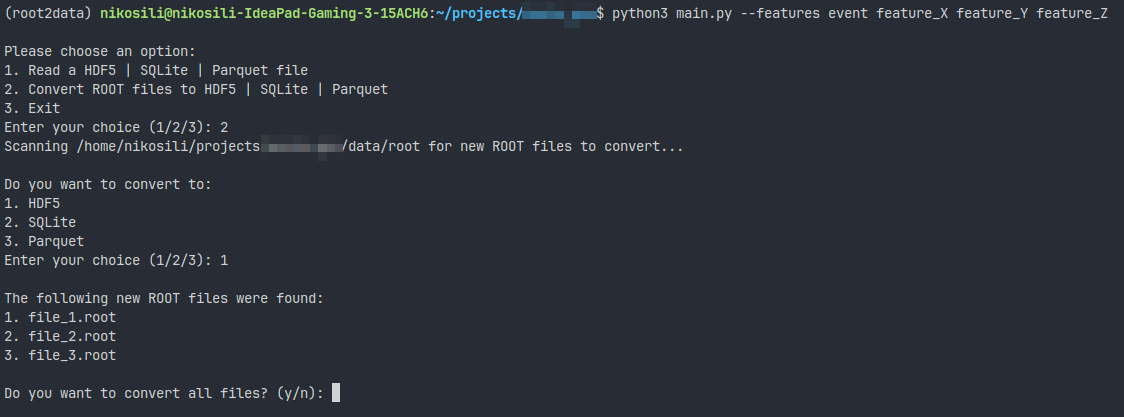 (root2data) nikosili@nikosili-IdeaPad-Gaming-3-15ACH6:~/projects/$ python3 main.py --features event feature_X feature_Y feature_Z
Please choose an option:
1. Read a HDF5 | SQLite | Parquet file
2. Convert ROOT files to HDF5 | SQLite | Parquet
3. Exit
Enter your choice (1/2/3): 2
Scanning /home/nikosili/projects/data/root for new ROOT files to convert...
Do you want to convert to:
1. HDF5
2. SQLite
3. Parquet
Enter your choice (1/2/3): 1
The following new ROOT files were found:
1. file_1.root
2. file_2.root
3. file_3.root
Do you want to convert all files? (y/n):